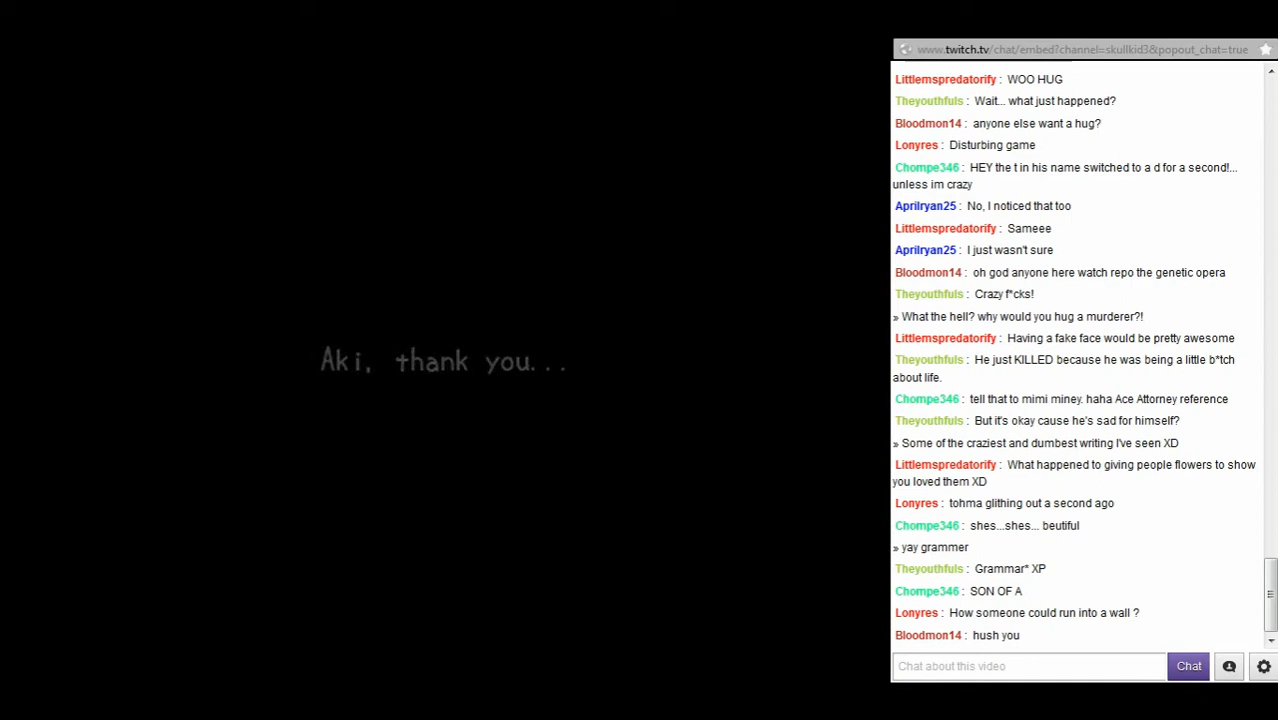 Aki, thank you...
www.twitch.tv/chat/embed?channel=skullkid3&popout_chat=true
Littlemspredatorify : WOO HUG
Theyouthfuls : Wait... what just happened?
Bloodmon14 : anyone else want a hug?
Lonyres : Disturbing game
Chompe346 : HEY the t in his name switched to a d for a second!...
unless im crazy
Aprilryan25 : No, I noticed that too
Littlemspredatorify : Sameee
Aprilryan25 : I just wasn't sure
Bloodmon14 : oh god anyone here watch repo the genetic opera
Theyouthfuls : Crazy f*cks!
» What the hell? why would you hug a murderer?!
Littlemspredatorify : Having a fake face would be pretty awesome
Theyouthfuls : He just KILLED because he was being a little b*tch
about life.
Chompe346 : tell that to mimi miney. haha Ace Attorney reference
Theyouthfuls : But it's okay cause he's sad for himself?
» Some of the craziest and dumbest writing I've seen XD
Littlemspredatorify : What happened to giving people flowers to show
you loved them XD
Lonyres : tohma glithing out a second ago
Chompe346 : shes...shes... beutiful
» yay grammer
Theyouthfuls : Grammar* XP
Chompe346 : SON OF A
Lonyres : How someone could run into a wall ?
Bloodmon14 : hush you
Chat about this video
Chat